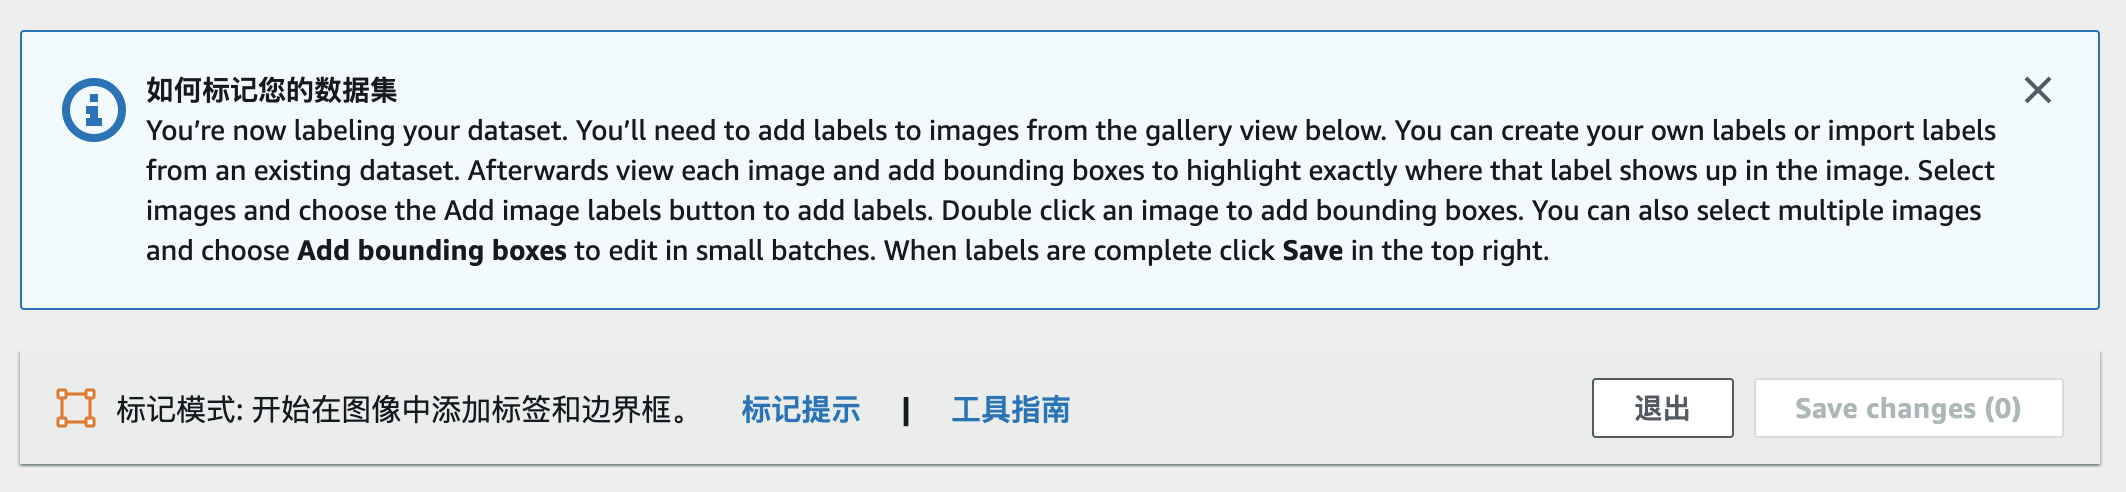 如何标记您的数据集
You’re now labeling your dataset. You’ll need to add labels to images from the gallery view below. You can create your own labels or import labels
from an existing dataset. Afterwards view each image and add bounding boxes to highlight exactly where that label shows up in the image. Select
images and choose the Add image labels button to add labels. Double click an image to add bounding boxes. You can also select multiple images
and choose Add bounding boxes to edit in small batches. When labels are complete click Save in the top right.
标记模式: 开始在图像中添加标签和边界框。 标记提示 | 工具指南 退出 Save changes (0)